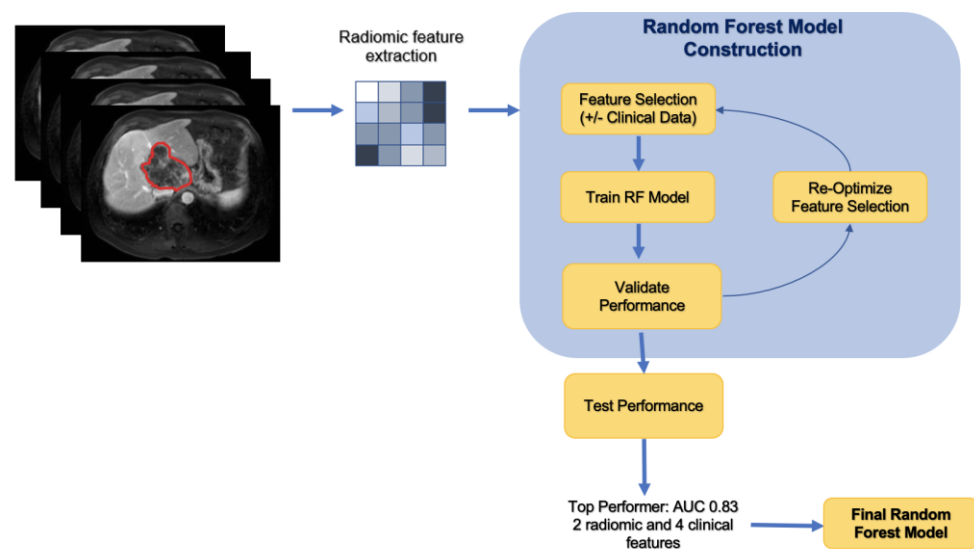 Radiomic feature
extraction
Random Forest Model
Construction
Feature Selection
(+/- Clinical Data)
Train RF Model
Re-Optimize
Feature Selection
Validate
Performance
Test Performance
Top Performer: AUC 0.83
2 radiomic and 4 clinical
features
Final Random
Forest Model